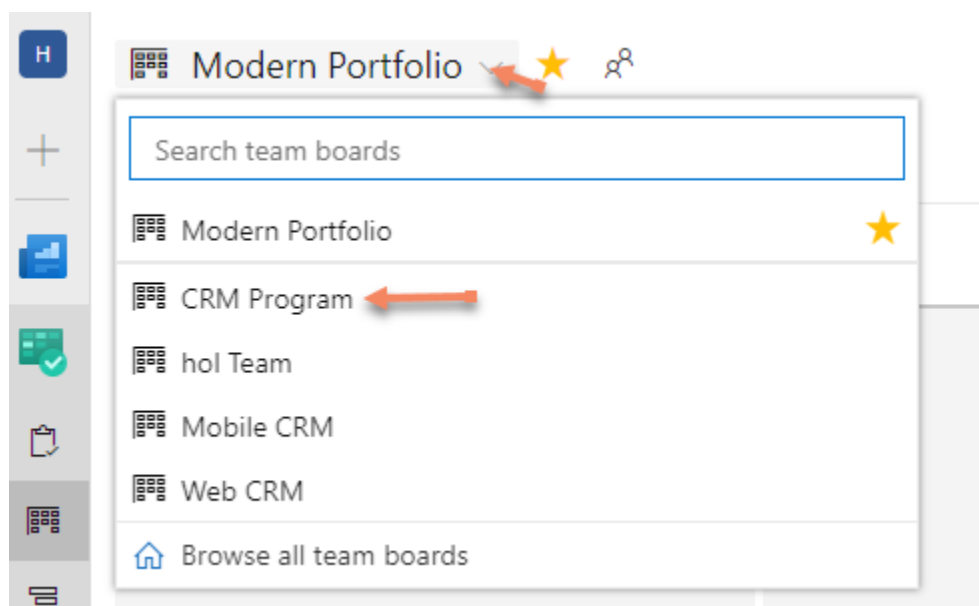 H
Modern Portfolio
Search team boards
Modern Portfolio
CRM Program
hol Team
Mobile CRM
Web CRM
Browse all team boards